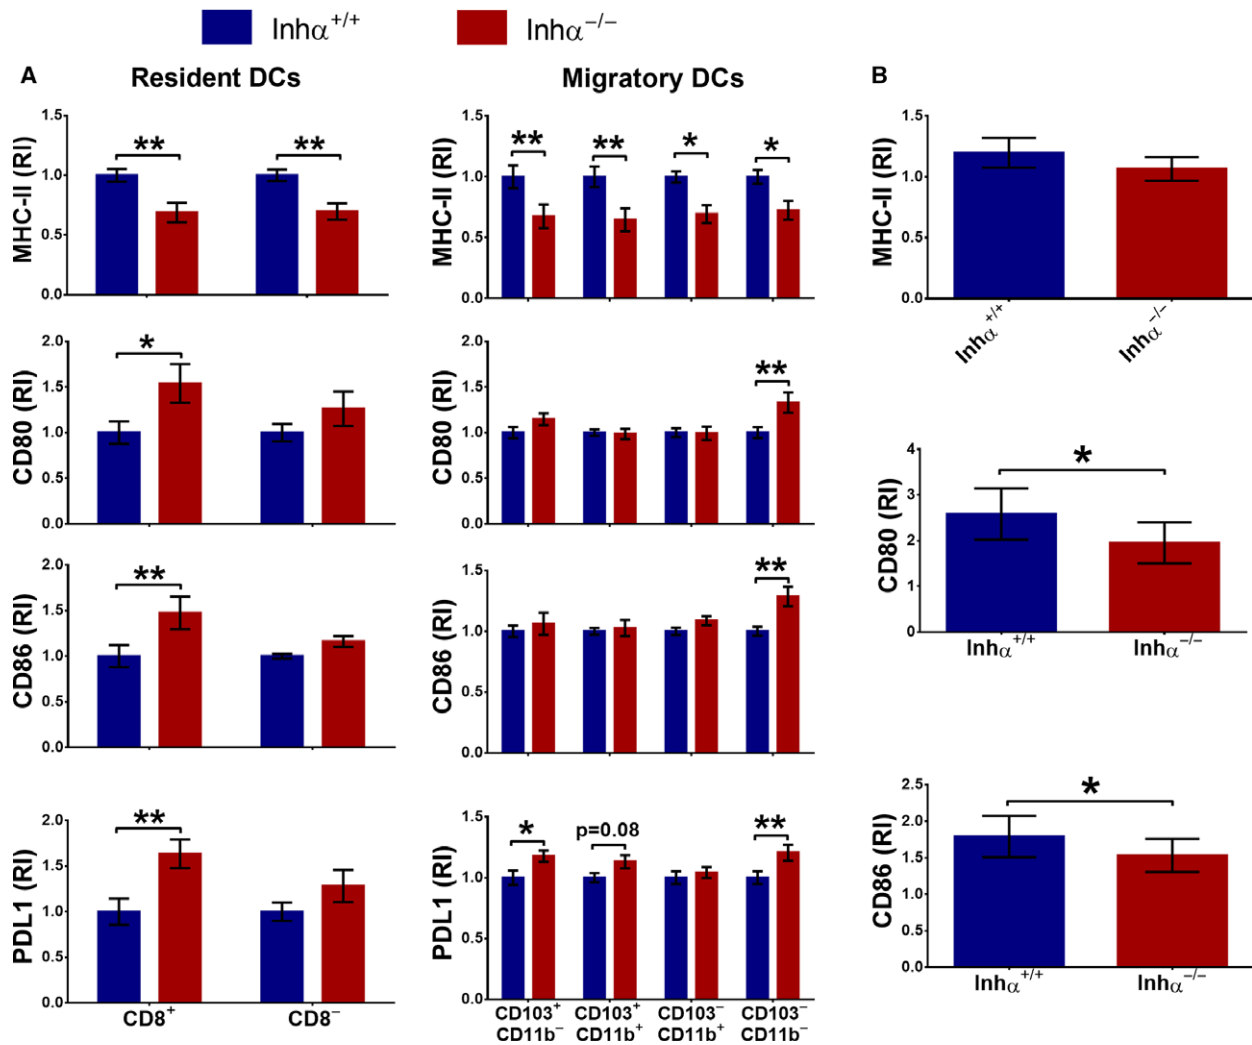 Inhα+/+ Inhα−/−
A Resident DCs Migratory DCs B
MHC-II (RI)
1.5
1.0
0.5
0.0
** **
MHC-II (RI)
1.5
1.0
0.5
0.0
** ** * *
MHC-II (RI)
1.5
1.0
0.5
0.0
Inhα+/+ Inhα−/−
CD80 (RI)
2.0
1.5
1.0
0.5
0.0
*
CD80 (RI)
2.0
1.5
1.0
0.5
0.0
**
CD80 (RI)
4
3
2
1
0
*
Inhα+/+ Inhα−/−
CD86 (RI)
2.0
1.5
1.0
0.5
0.0
**
CD86 (RI)
1.5
1.0
0.5
0.0
**
CD86 (RI)
2.5
2.0
1.5
1.0
0.5
0.0
*
Inhα+/+ Inhα−/−
PDL1 (RI)
2.0
1.5
1.0
0.5
0.0
**
CD8+ CD8−
PDL1 (RI)
1.5
1.0
0.5
0.0
* p=0.08 **
CD103+ CD103+ CD103− CD103−
CD11b− CD11b+ CD11b+ CD11b−